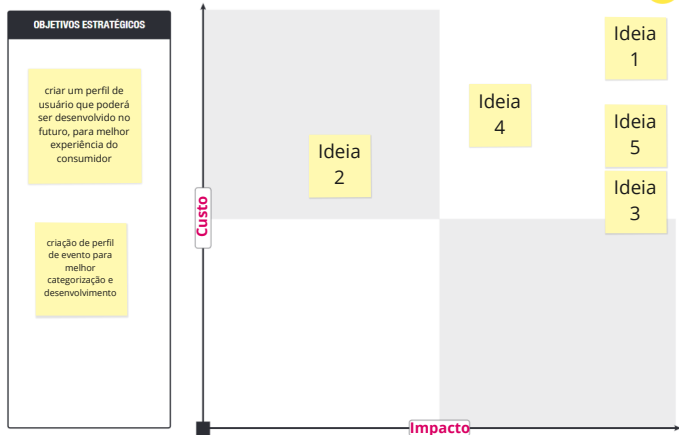 OBJETIVOS ESTRATÉGICOS
criar um perfil de
usuário que poderá
ser desenvolvido no
futuro, para melhor
experiência do
consumidor
criação de perfil
de evento para
melhor
categorização e
desenvolvimento
Custo
Ideia
1
Ideia
4
Ideia
5
Ideia
2
Ideia
3
Impacto